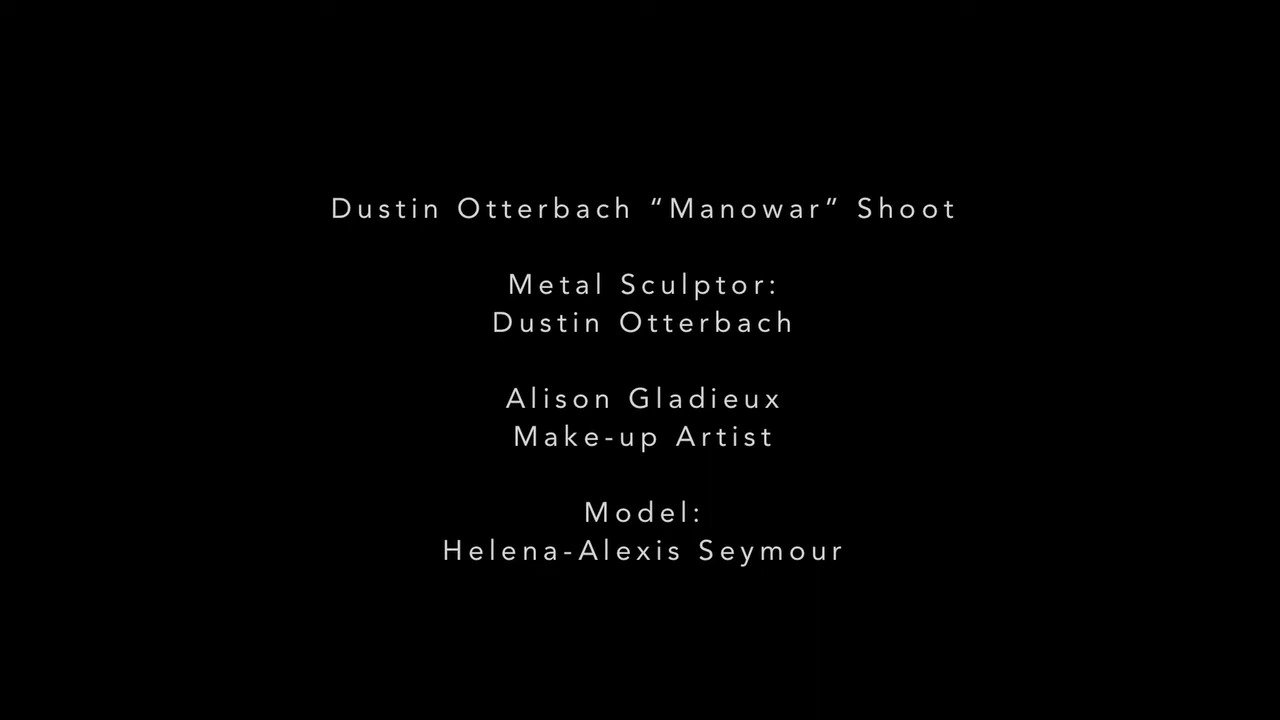 Dustin Otterbach “Manowar” Shoot
Metal Sculptor:
Dustin Otterbach
Alison Gladieux
Make-up Artist
Model:
Helena-Alexis Seymour